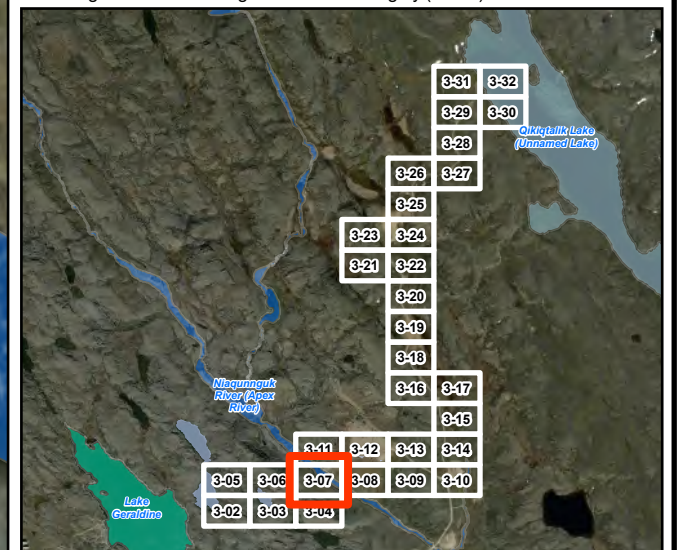 3-31 3-32
3-29 3-30
Qikiqtalik Lake
(Unnamed Lake)
3-28
3-26 3-27
3-25
3-23 3-24
3-21 3-22
3-20
3-19
3-18
3-16 3-17
Niaqunnguk
River (Apex
River)
3-15
3-11 3-12 3-13 3-14
3-05 3-06 3-07 3-08 3-09 3-10
Lake
Geraldine
3-02 3-03 3-04